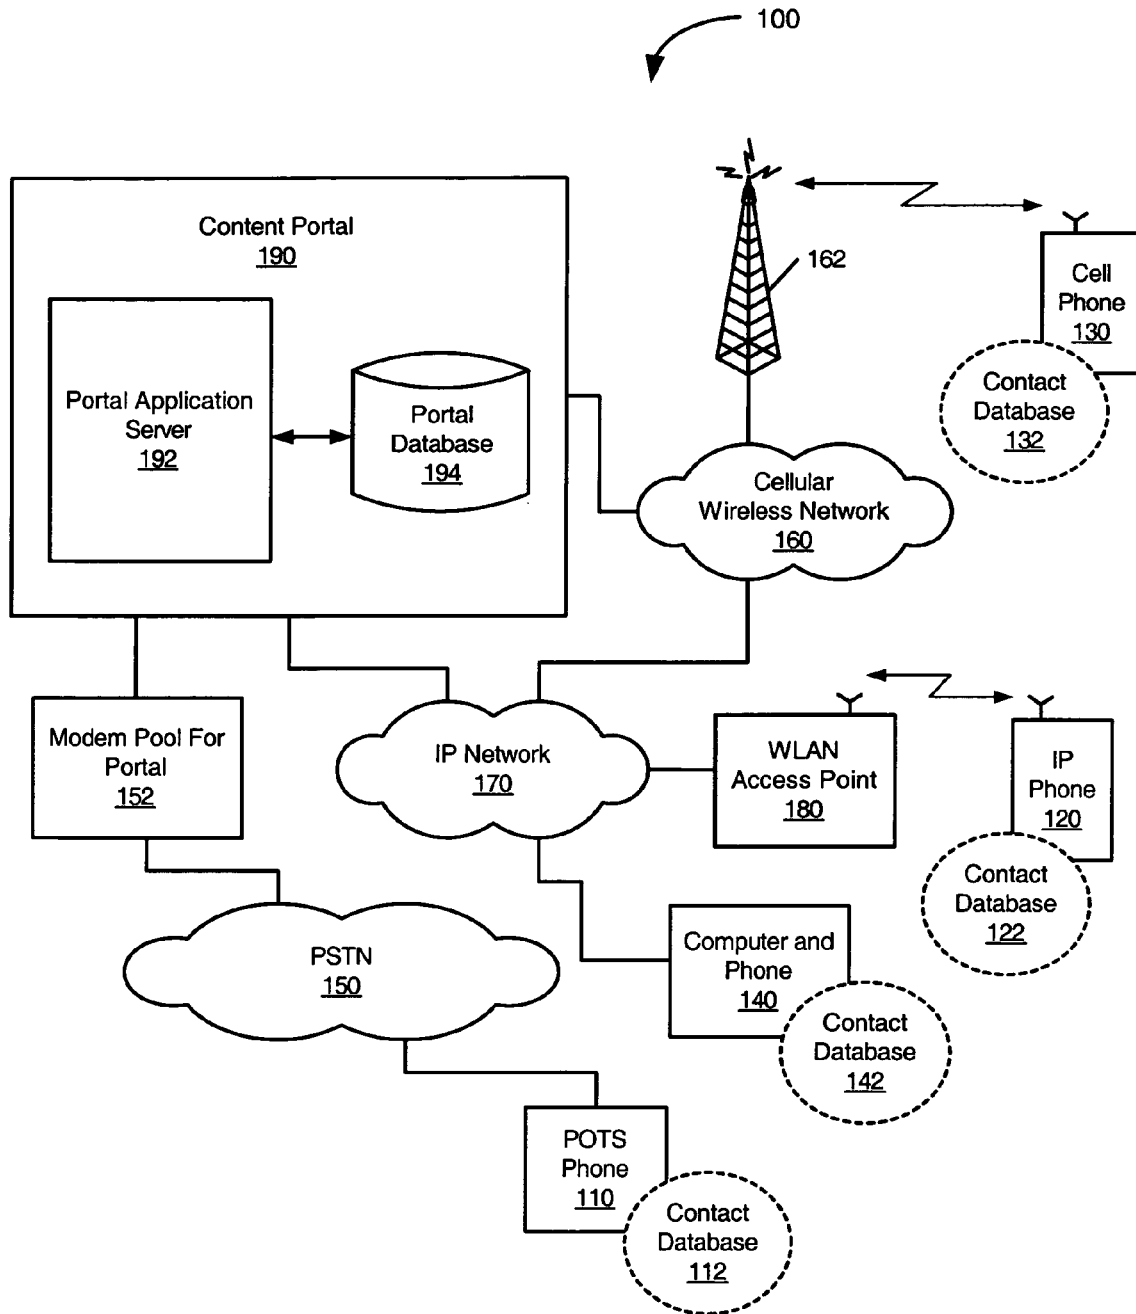 100
Content Portal
190
162
Cell
Phone
130
Contact
Database
132
Portal Application
Server
192
Portal
Database
194
Cellular
Wireless Network
160
Modem Pool For
Portal
152
IP Network
170
WLAN
Access Point
180
IP
Phone
120
Contact
Database
122
PSTN
150
Computer and
Phone
140
Contact
Database
142
POTS
Phone
110
Contact
Database
112